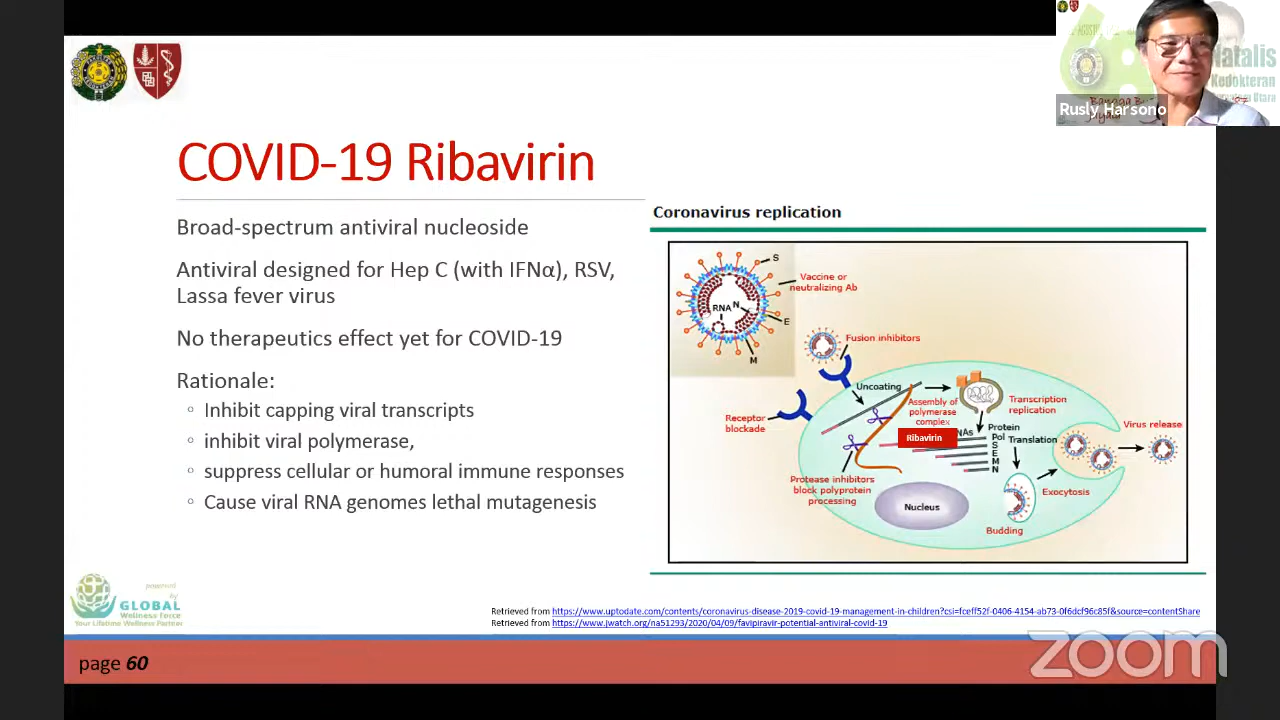 Natalis
Kedokteran
Rusly Harsono
COVID-19 Ribavirin
Broad-spectrum antiviral nucleoside
Antiviral designed for Hep C (with IFNα), RSV,
Lassa fever virus
No therapeutics effect yet for COVID-19
Rationale:
◦ Inhibit capping viral transcripts
◦ inhibit viral polymerase,
◦ suppress cellular or humoral immune responses
◦ Cause viral RNA genomes lethal mutagenesis
Coronavirus replication
S
Vaccine or
neutralizing Ab
RNA
N
E
M
Fusion inhibitors
Uncoating
Receptor
blockade
Assembly of
polymerase
complex
Transcription
replication
Ribavirin
NAs
Protein
Pol
S
E
M
N
Translation
Virus release
Protease inhibitors
block polyprotein
processing
Nucleus
Exocytosis
Budding
powered
by
GLOBAL
Wellness Force
Your Lifetime Wellness Partner
Retrieved from https://www.uptodate.com/contents/coronavirus-disease-2019-covid-19-management-in-children?csi=fceff52f-0406-4154-ab73-0f6dcf96c85f&source=contentShare
Retrieved from https://www.jwatch.org/na51293/2020/04/09/favipiravir-potential-antiviral-covid-19
zoom
page 60